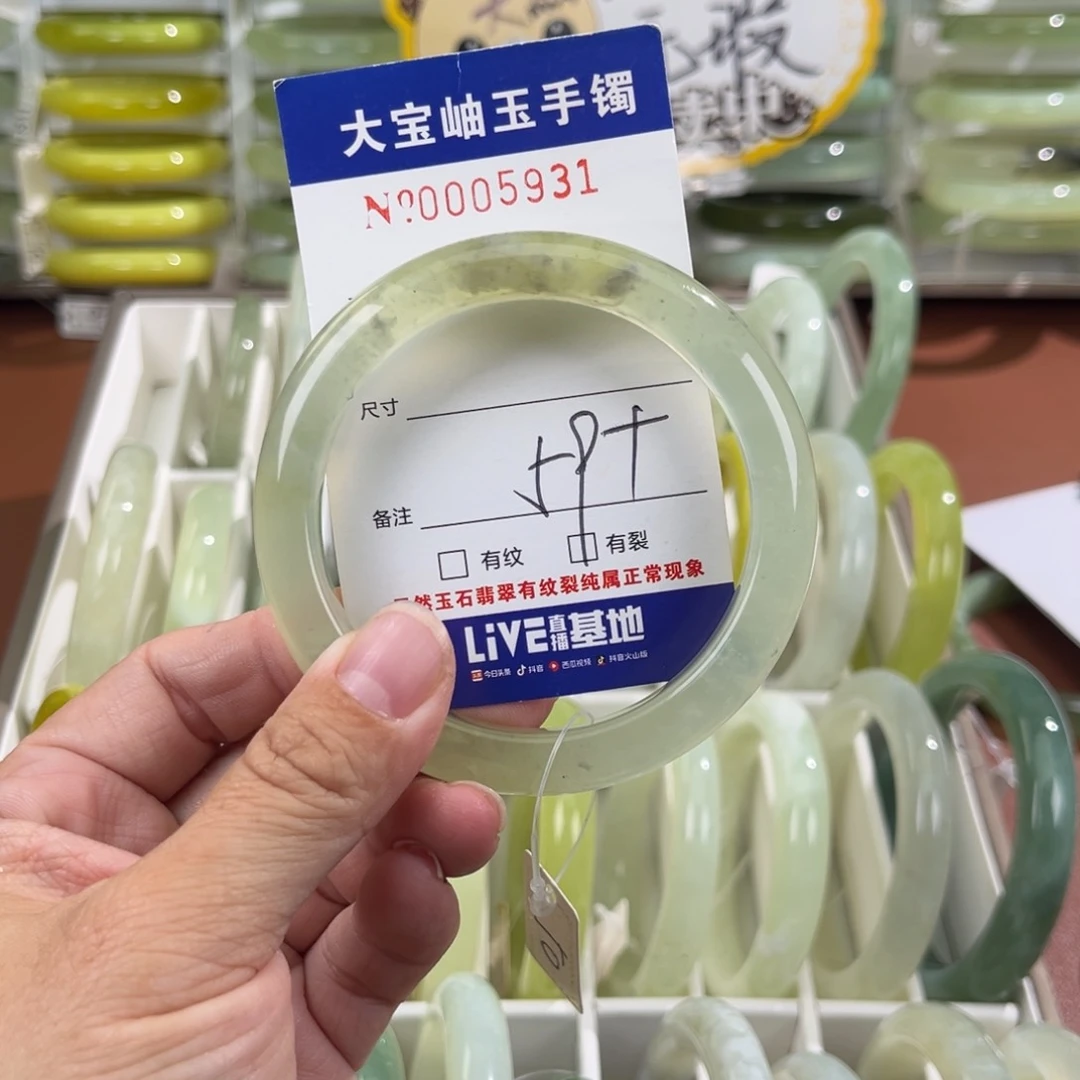 大宝岫玉手镯
№0005931
尺寸
备注
有纹 有裂
然玉石翡翠有纹裂纯属正常现象
LiVE直播基地
今日头条 抖音 西瓜视频 抖音火山版